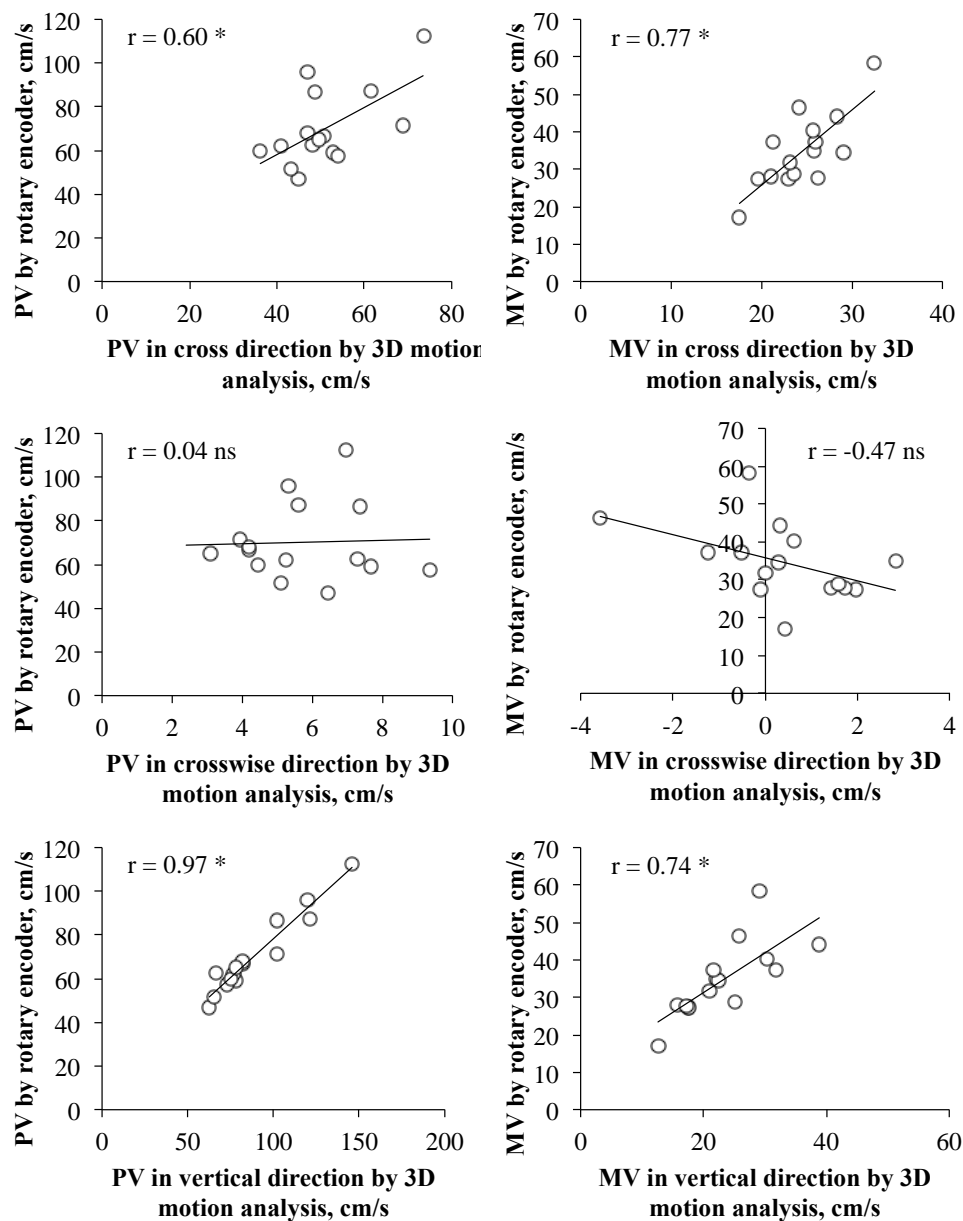 PV by rotary encoder, cm/s
120
100
80
60
40
20
0
r = 0.60 *
0 20 40 60 80
PV in cross direction by 3D motion
analysis, cm/s
MV by rotary encoder, cm/s
70
60
50
40
30
20
10
0
r = 0.77 *
0 10 20 30 40
MV in cross direction by 3D
motion analysis, cm/s
PV by rotary encoder, cm/s
120
100
80
60
40
20
0
r = 0.04 ns
0 2 4 6 8 10
PV in crosswise direction by 3D
motion analysis, cm/s
MV by rotary encoder, cm/s
70
60
50
40
30
20
10
0
r = -0.47 ns
-4 -2 0 2 4
MV in crosswise direction by 3D
motion analysis, cm/s
PV by rotary encoder, cm/s
120
100
80
60
40
20
0
r = 0.97 *
0 50 100 150 200
PV in vertical direction by 3D
motion analysis, cm/s
MV by rotary encoder, cm/s
70
60
50
40
30
20
10
0
r = 0.74 *
0 20 40 60
MV in vertical direction by 3D
motion analysis, cm/s